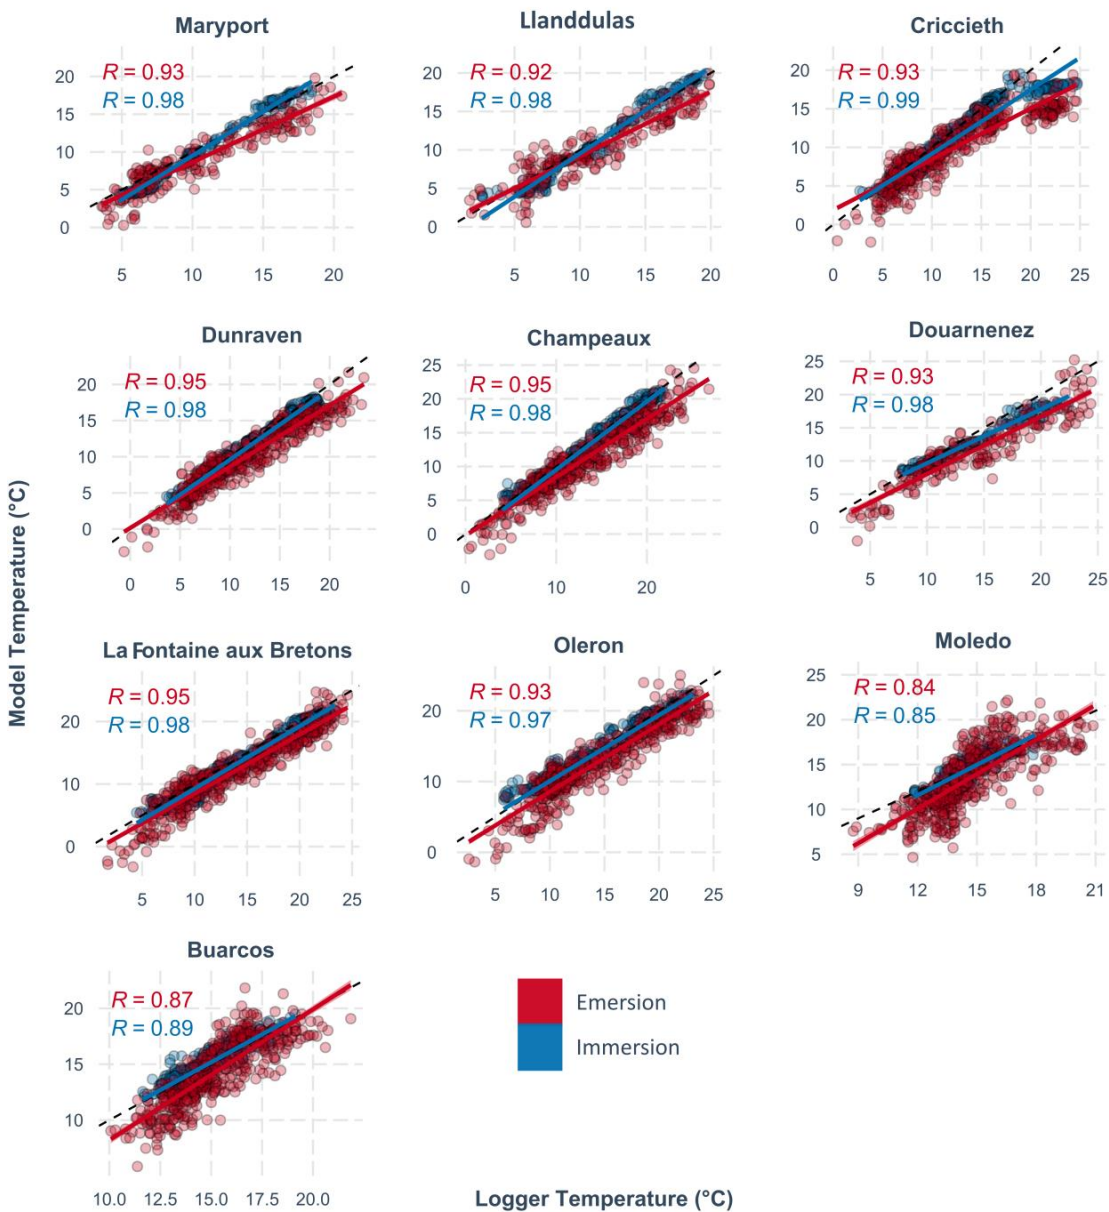 Maryport
R = 0.93
R = 0.98
20
15
10
5
0
5
10
15
20
Llanddulas
R = 0.92
R = 0.98
20
15
10
5
0
5
10
15
20
Criccieth
R = 0.93
R = 0.99
20
15
10
5
0
0
5
10
15
20
25
Dunraven
R = 0.95
R = 0.98
20
15
10
5
0
0
5
10
15
20
Champeaux
R = 0.95
R = 0.98
25
20
15
10
5
0
0
10
20
Douarnenez
R = 0.93
R = 0.98
25
20
15
10
5
0
5
10
15
20
25
Model Temperature (°C)
La Fontaine aux Bretons
R = 0.95
R = 0.98
20
10
0
5
10
15
20
25
Oleron
R = 0.93
R = 0.97
20
10
0
5
10
15
20
25
Moledo
R = 0.84
R = 0.85
25
20
15
10
5
9
12
15
18
21
Buarcos
R = 0.87
R = 0.89
20
15
10
10.0
12.5
15.0
17.5
20.0
Emersion
Immersion
Logger Temperature (°C)